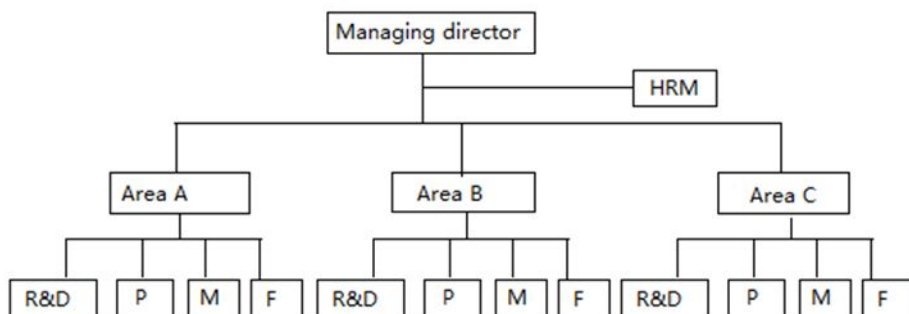 Managing director
HRM
Area A
Area B
Area C
R&D
P
M
F
R&D
P
M
F
R&D
P
M
F